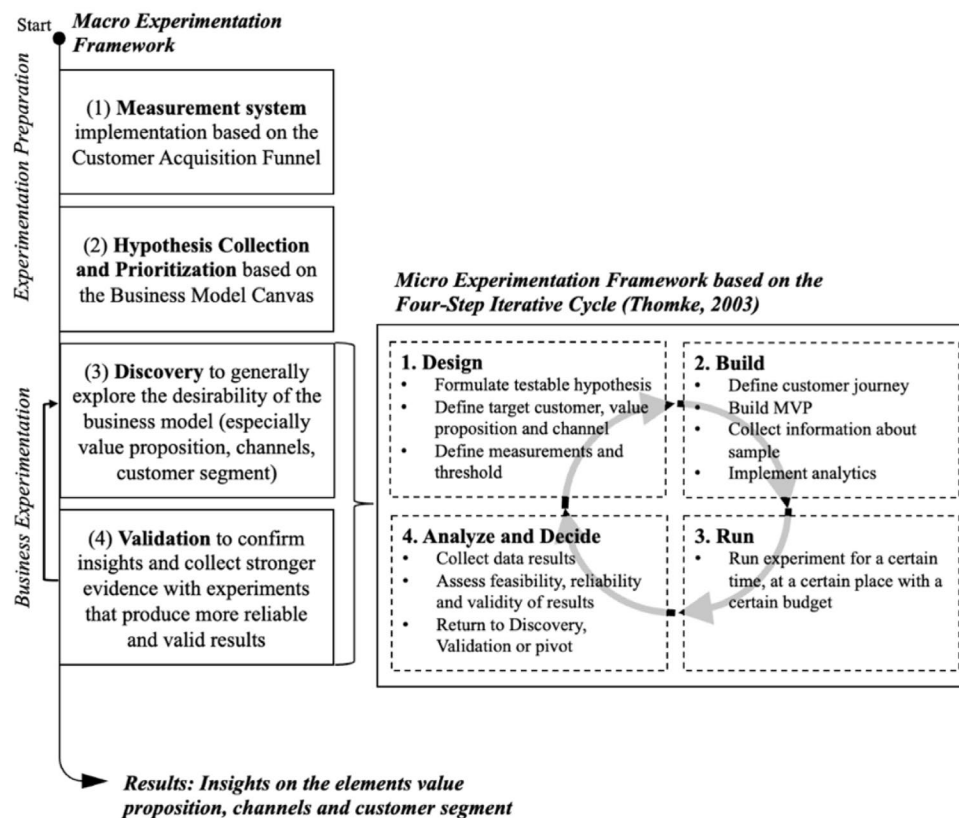 Start
Macro Experimentation
Framework
Experimentation Preparation
(1) Measurement system
implementation based on the
Customer Acquisition Funnel
(2) Hypothesis Collection
and Prioritization based on
the Business Model Canvas
Business Experimentation
(3) Discovery to generally
explore the desirability of the
business model (especially
value proposition, channels,
customer segment)
(4) Validation to confirm
insights and collect stronger
evidence with experiments
that produce more reliable
and valid results
Micro Experimentation Framework based on the
Four-Step Iterative Cycle (Thomke, 2003)
1. Design
• Formulate testable hypothesis
• Define target customer, value
proposition and channel
• Define measurements and
threshold
2. Build
• Define customer journey
• Build MVP
• Collect information about
sample
• Implement analytics
4. Analyze and Decide
• Collect data results
• Assess feasibility, reliability
and validity of results
• Return to Discovery,
Validation or pivot
3. Run
• Run experiment for a certain
time, at a certain place with a
certain budget
Results: Insights on the elements value
proposition, channels and customer segment